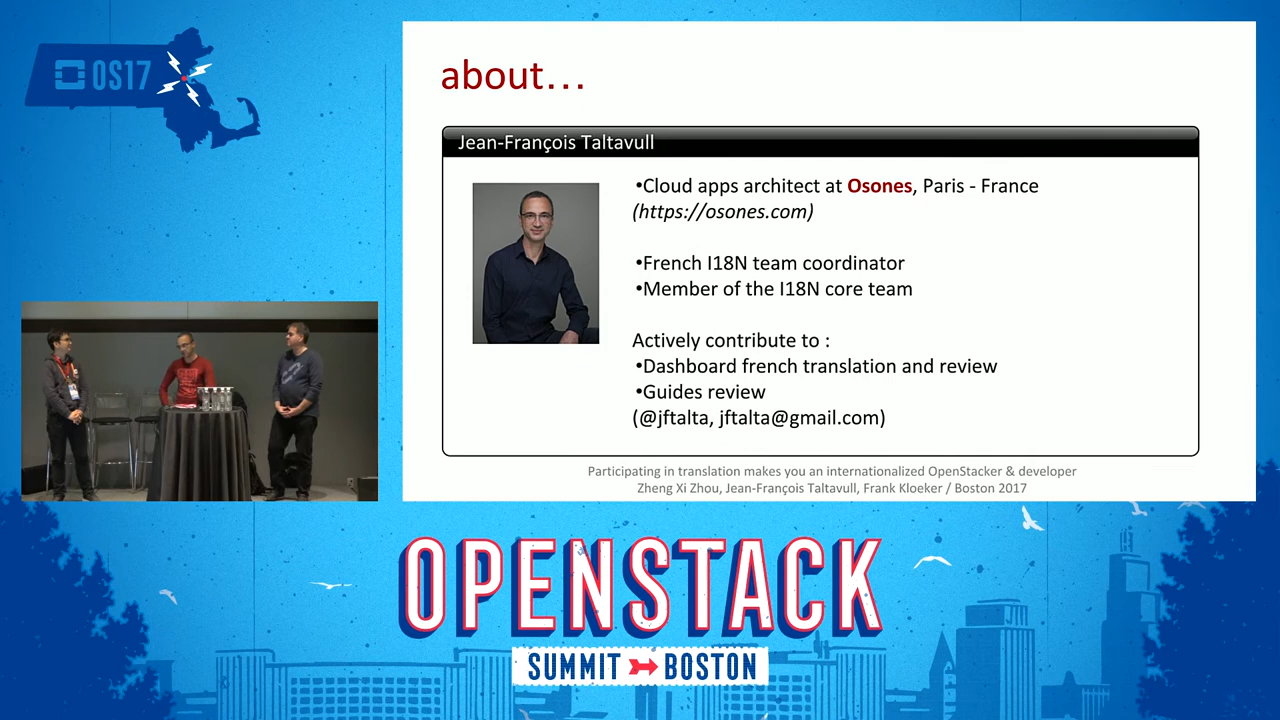 OS17
about…
Jean-François Taltavull
•Cloud apps architect at Osones, Paris - France
(https://osones.com)
•French I18N team coordinator
•Member of the I18N core team
Actively contribute to :
•Dashboard french translation and review
•Guides review
(@jftalta, jftalta@gmail.com)
Participating in translation makes you an internationalized OpenStacker & developer
Zheng Xi Zhou, Jean-François Taltavull, Frank Kloeker / Boston 2017
OPENSTACK
SUMMIT BOSTON